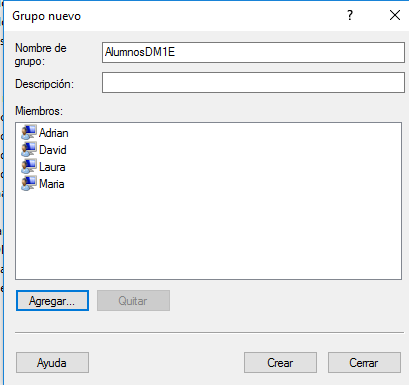 Grupo nuevo
?
Nombre de
grupo:
AlumnosDM1E
Descripción:
Miembros:
Adrian
David
Laura
Maria
Agregar...
Quitar
Ayuda
Crear
Cerrar